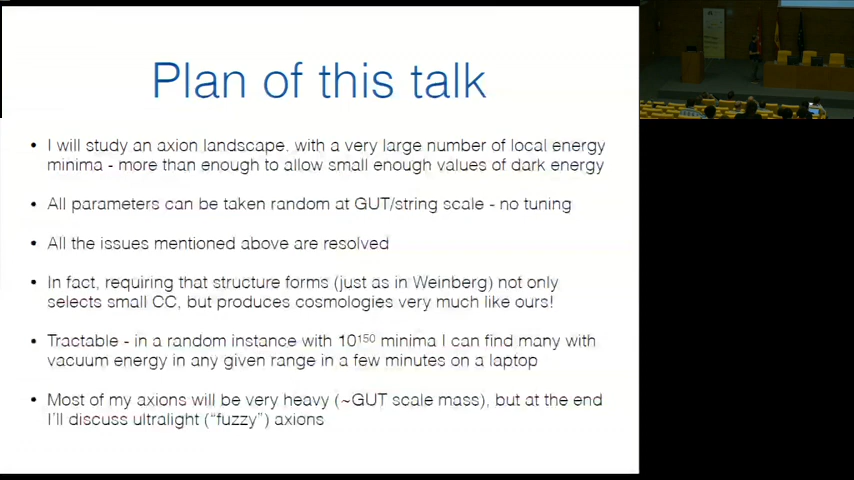 Plan of this talk
• I will study an axion landscape. with a very large number of local energy
minima - more than enough to allow small enough values of dark energy
• All parameters can be taken random at GUT/string scale - no tuning
• All the issues mentioned above are resolved
• In fact, requiring that structure forms (just as in Weinberg) not only
selects small CC, but produces cosmologies very much like ours!
• Tractable - in a random instance with 10¹⁵⁰ minima I can find many with
vacuum energy in any given range in a few minutes on a laptop
• Most of my axions will be very heavy (~GUT scale mass), but at the end
I'll discuss ultralight ("fuzzy") axions